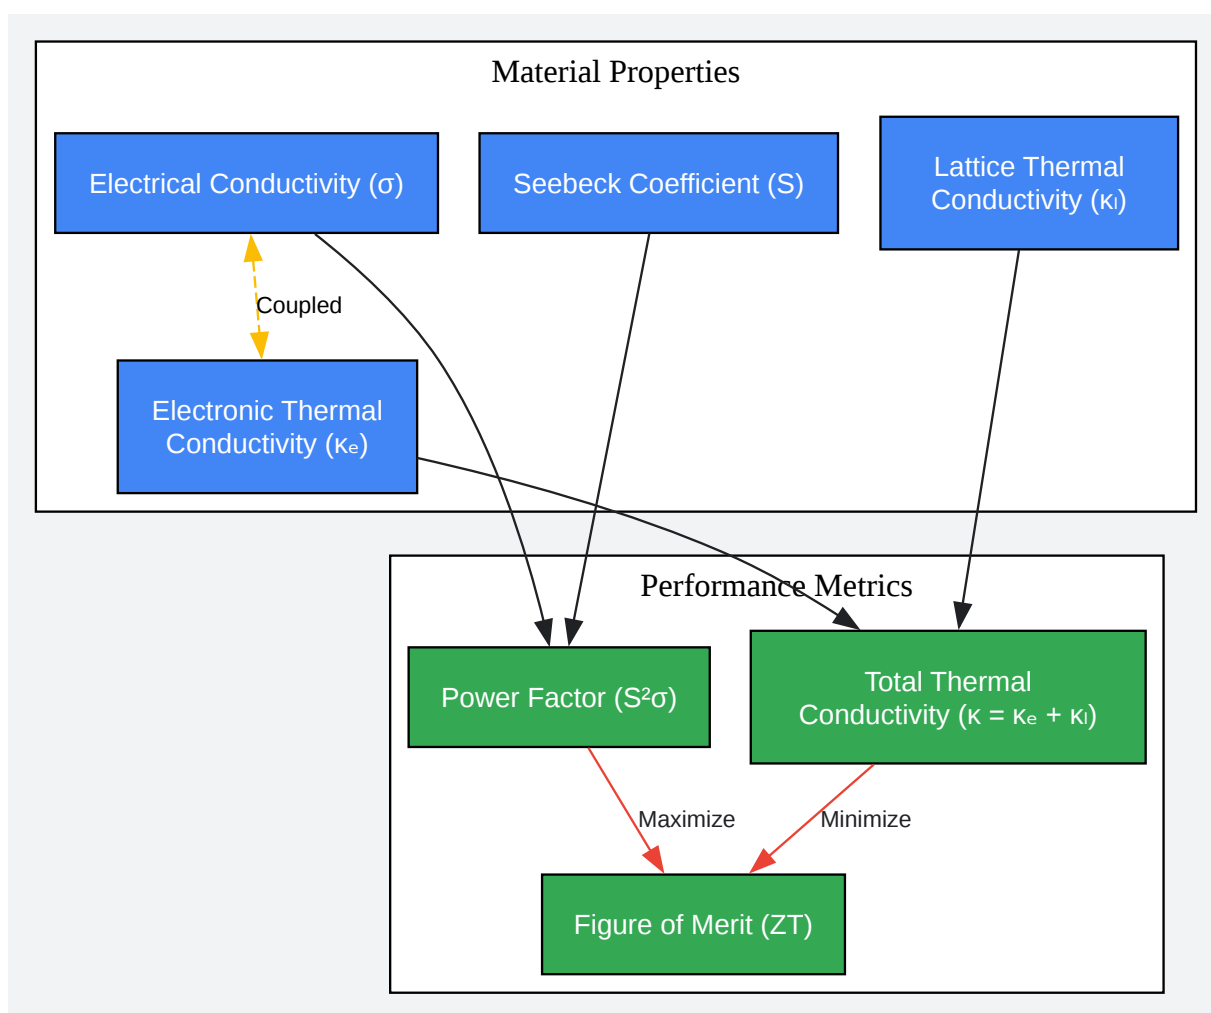 Material Properties
Electrical Conductivity (σ)
Seebeck Coefficient (S)
Lattice Thermal
Conductivity (κₗ)
Coupled
Electronic Thermal
Conductivity (κₑ)
Performance Metrics
Power Factor (S²σ)
Total Thermal
Conductivity (κ = κₑ + κₗ)
Maximize
Minimize
Figure of Merit (ZT)